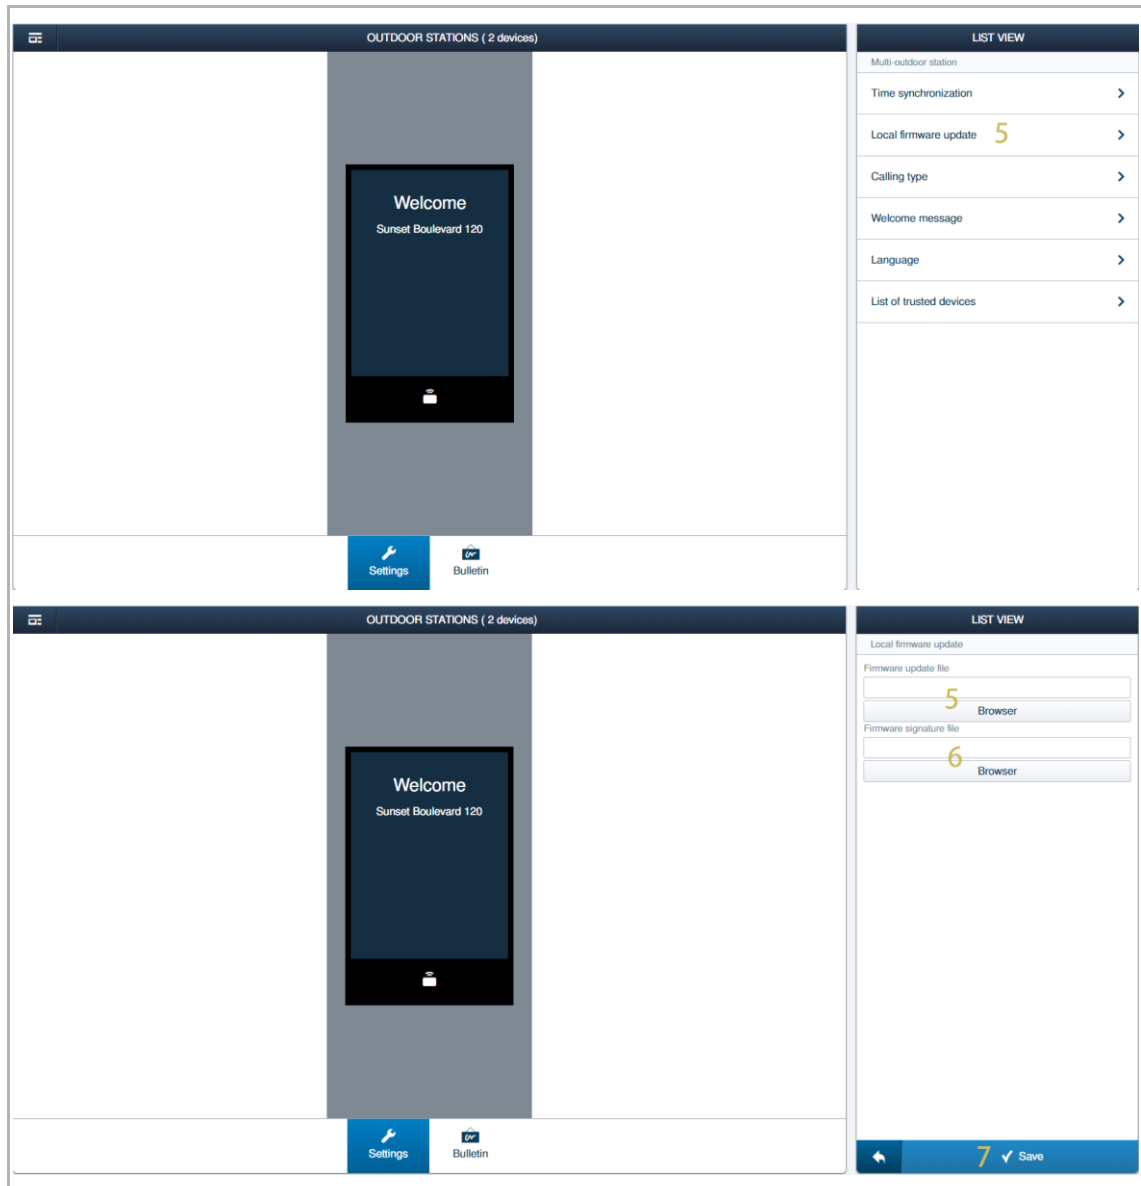 OUTDOOR STATIONS ( 2 devices)
LIST VIEW
Multi-outdoor station
Time synchronization
Local firmware update 5
Calling type
Welcome message
Language
List of trusted devices
Welcome
Sunset Boulevard 120
Settings
Bulletin
OUTDOOR STATIONS ( 2 devices)
LIST VIEW
Local firmware update
Firmware update file
5
Browser
Firmware signature file
6
Browser
Welcome
Sunset Boulevard 120
Settings
Bulletin
7 Save